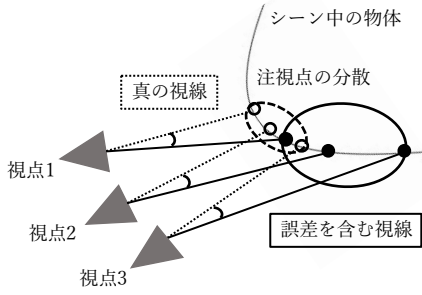 シーン中の物体
注視点の分散
真の視線
視点1
視点2
誤差を含む視線
視点3